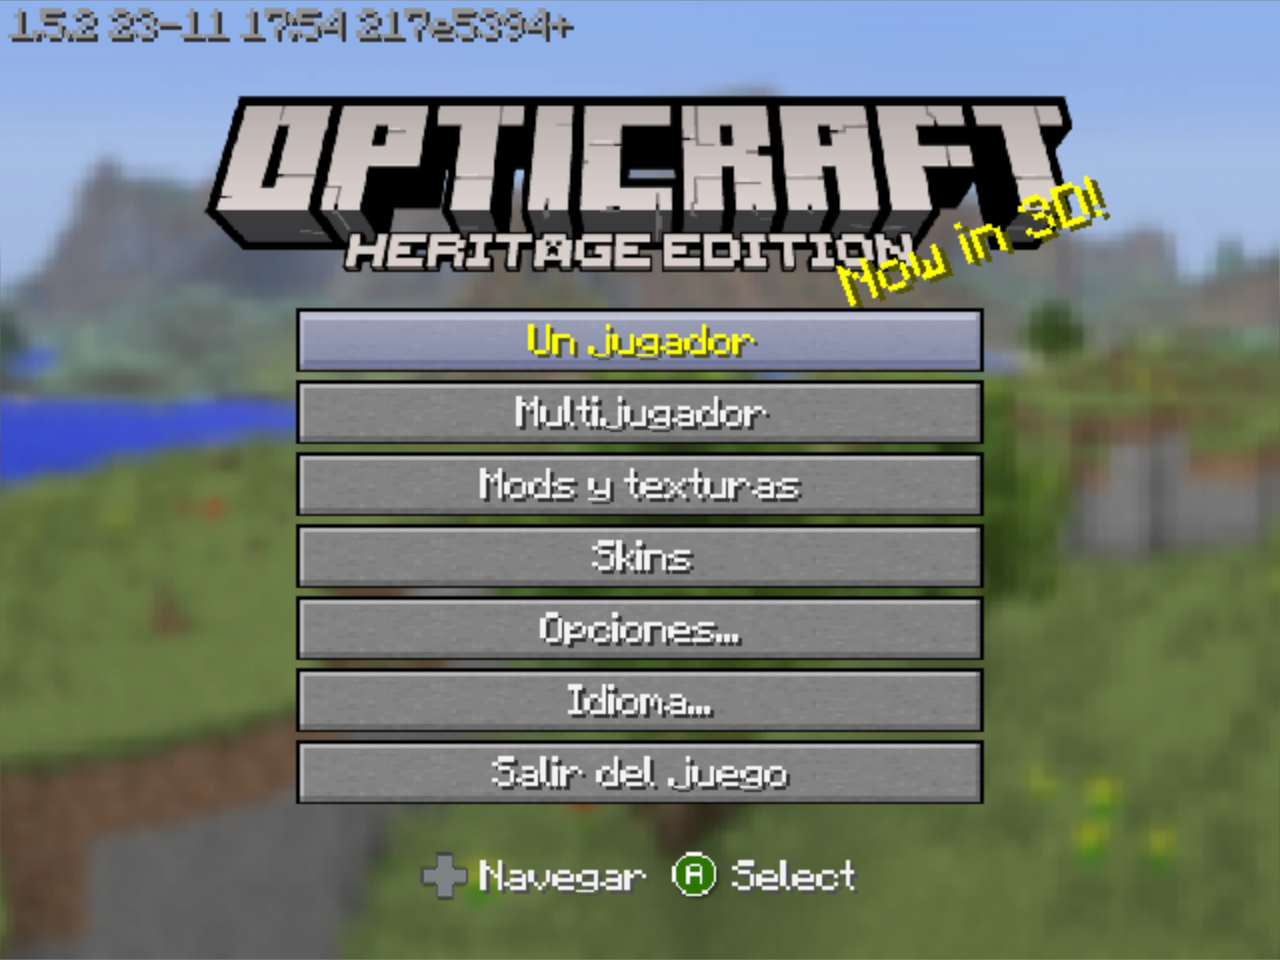 1.5.2 23-11 17:54 217e5394+
OPTICRAFT
HERITAGE EDITION
Now in 3D!
Un jugador
Multijugador
Mods y texturas
Skins
Opciones...
Idioma...
Salir del juego
Navegar A Select